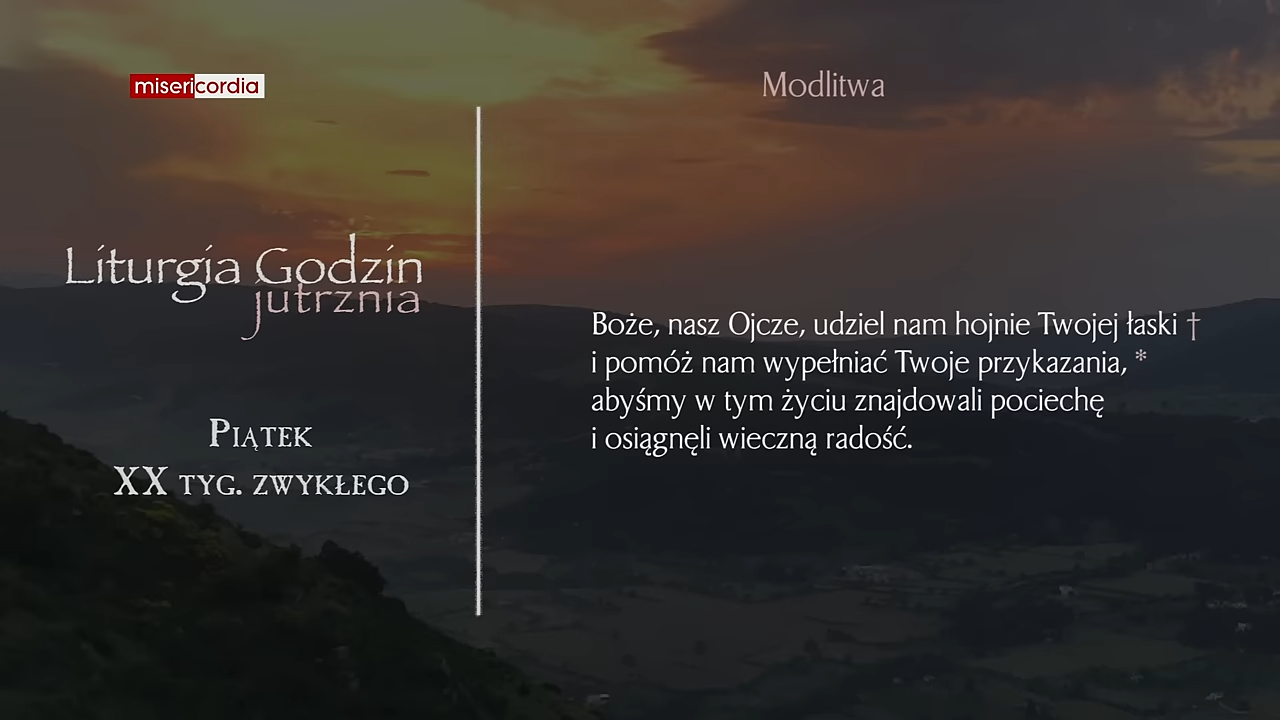 misericordia
Liturgia Godzin
jutrznia
Piątek
XX tyg. zwykłego
Modlitwa
Boże, nasz Ojcze, udziel nam hojnie Twojej łaski †
i pomóż nam wypełniać Twoje przykazania, *
abyśmy w tym życiu znajdowali pociechę
i osiągnęli wieczną radość.